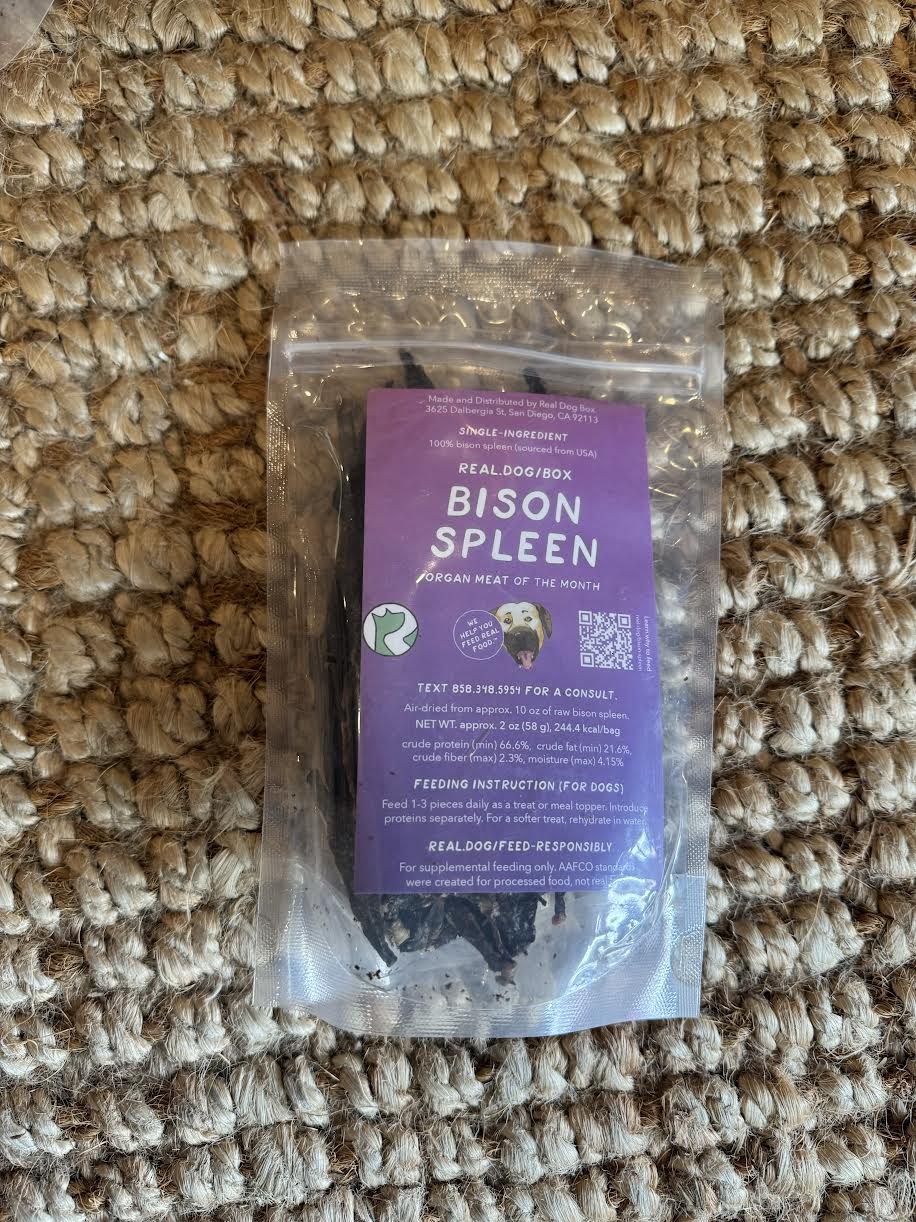 Made and Distributed by Real Dog Box
3625 Dalbergia St, San Diego, CA 92113
SINGLE-INGREDIENT
100% bison spleen (sourced from USA)
REAL.DOG/BOX
BISON
SPLEEN
ORGAN MEAT OF THE MONTH
WE
HELP YOU
FEED REAL
FOOD.™
Learn why to feed
TEXT 858.348.5954 FOR A CONSULT.
Air-dried from approx. 10 oz of raw bison spleen.
NET WT. approx. 2 oz (58 g), 244.4 kcal/bag
crude protein (min) 66.6%, crude fat (min) 21.6%,
crude fiber (max) 2.3%, moisture (max) 4.15%
FEEDING INSTRUCTION (FOR DOGS)
Feed 1-3 pieces daily as a treat or meal topper. Introduce
proteins separately. For a softer treat, rehydrate in water.
REAL.DOG/FEED-RESPONSIBLY
For supplemental feeding only. AAFCO standards
were created for processed food, not real